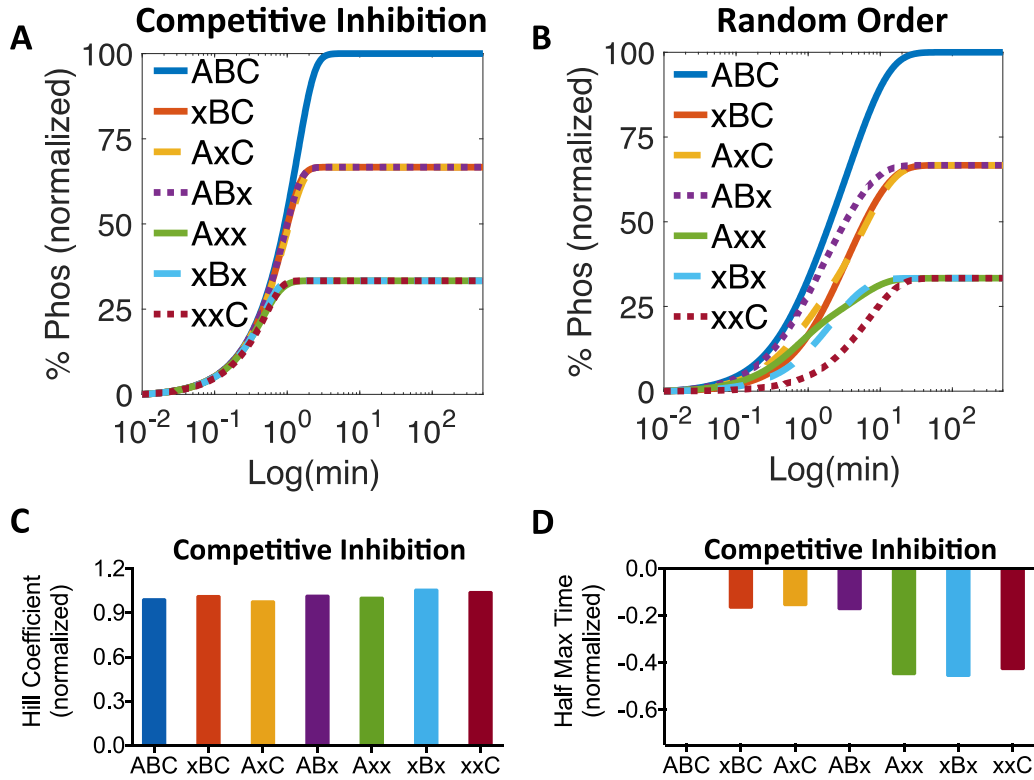 A
Competitive Inhibition
% Phos (normalized)
100
75
50
25
0
ABC
xBC
AxC
ABx
Axx
xBx
xxC
10^-2 10^-1 10^0 10^1 10^2
Log(min)
B
Random Order
% Phos (normalized)
100
75
50
25
0
ABC
xBC
AxC
ABx
Axx
xBx
xxC
10^-2 10^-1 10^0 10^1 10^2
Log(min)
C
Competitive Inhibition
Hill Coefficient
(normalized)
1.2
0.9
0.6
0.3
0.0
ABC xBC AxC ABx Axx xBx xxC
D
Competitive Inhibition
Half Max Time
(normalized)
0.0
-0.2
-0.4
-0.6
ABC xBC AxC ABx Axx xBx xxC